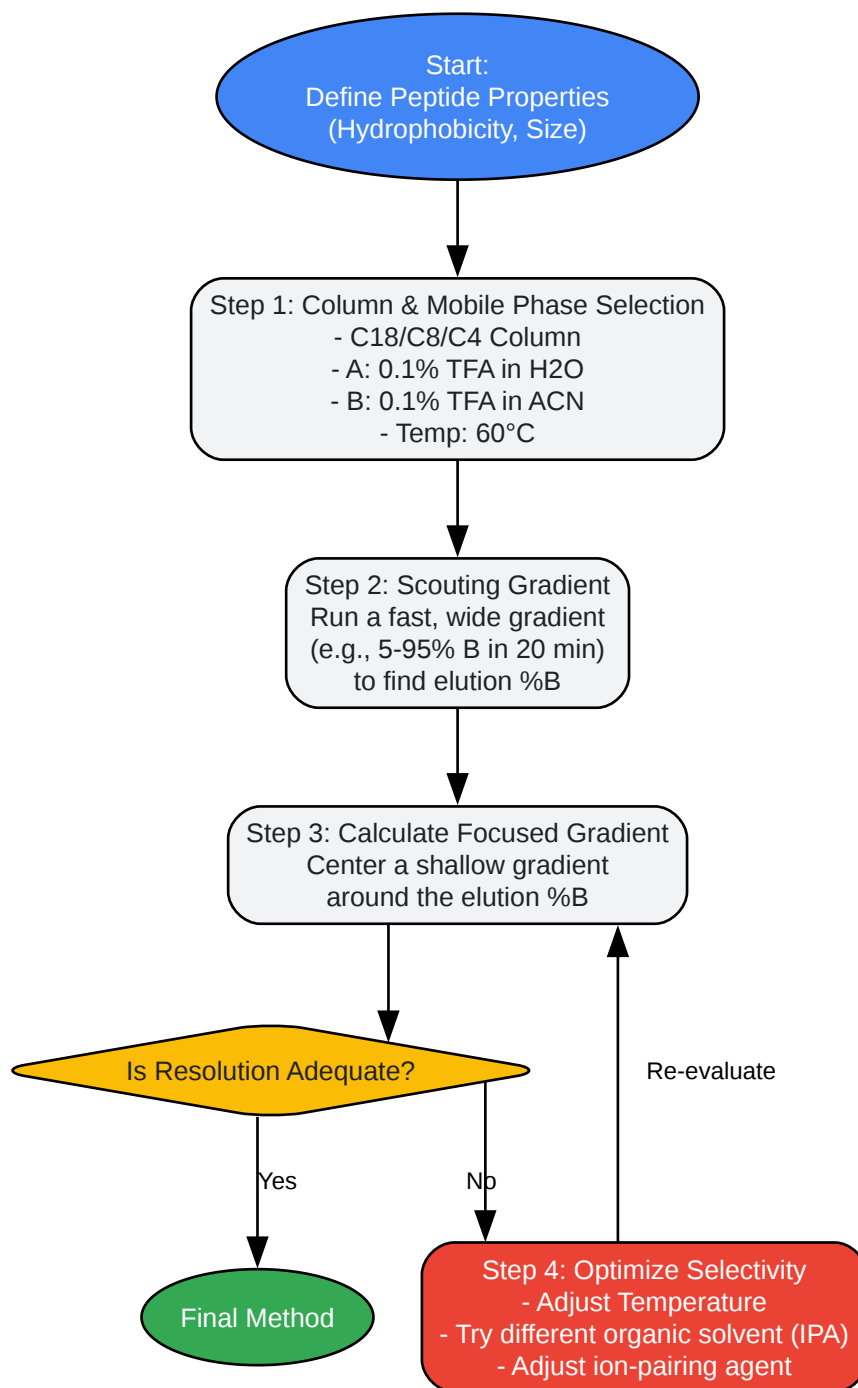 Start:
Define Peptide Properties
(Hydrophobicity, Size)
Step 1: Column & Mobile Phase Selection
- C18/C8/C4 Column
- A: 0.1% TFA in H2O
- B: 0.1% TFA in ACN
- Temp: 60°C
Step 2: Scouting Gradient
Run a fast, wide gradient
(e.g., 5-95% B in 20 min)
to find elution %B
Step 3: Calculate Focused Gradient
Center a shallow gradient
around the elution %B
Is Resolution Adequate?
Re-evaluate
Yes
No
Final Method
Step 4: Optimize Selectivity
- Adjust Temperature
- Try different organic solvent (IPA)
- Adjust ion-pairing agent